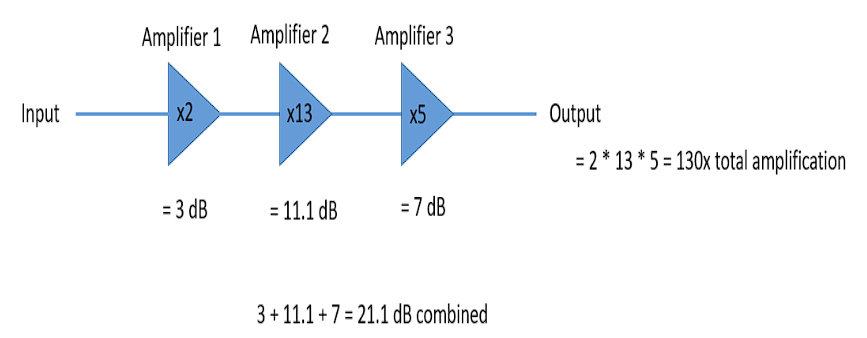 Amplifier 1 Amplifier 2 Amplifier 3
Input x2 x13 x5 Output
= 2 * 13 * 5 = 130x total amplification
= 3 dB = 11.1 dB = 7 dB
3 + 11.1 + 7 = 21.1 dB combined